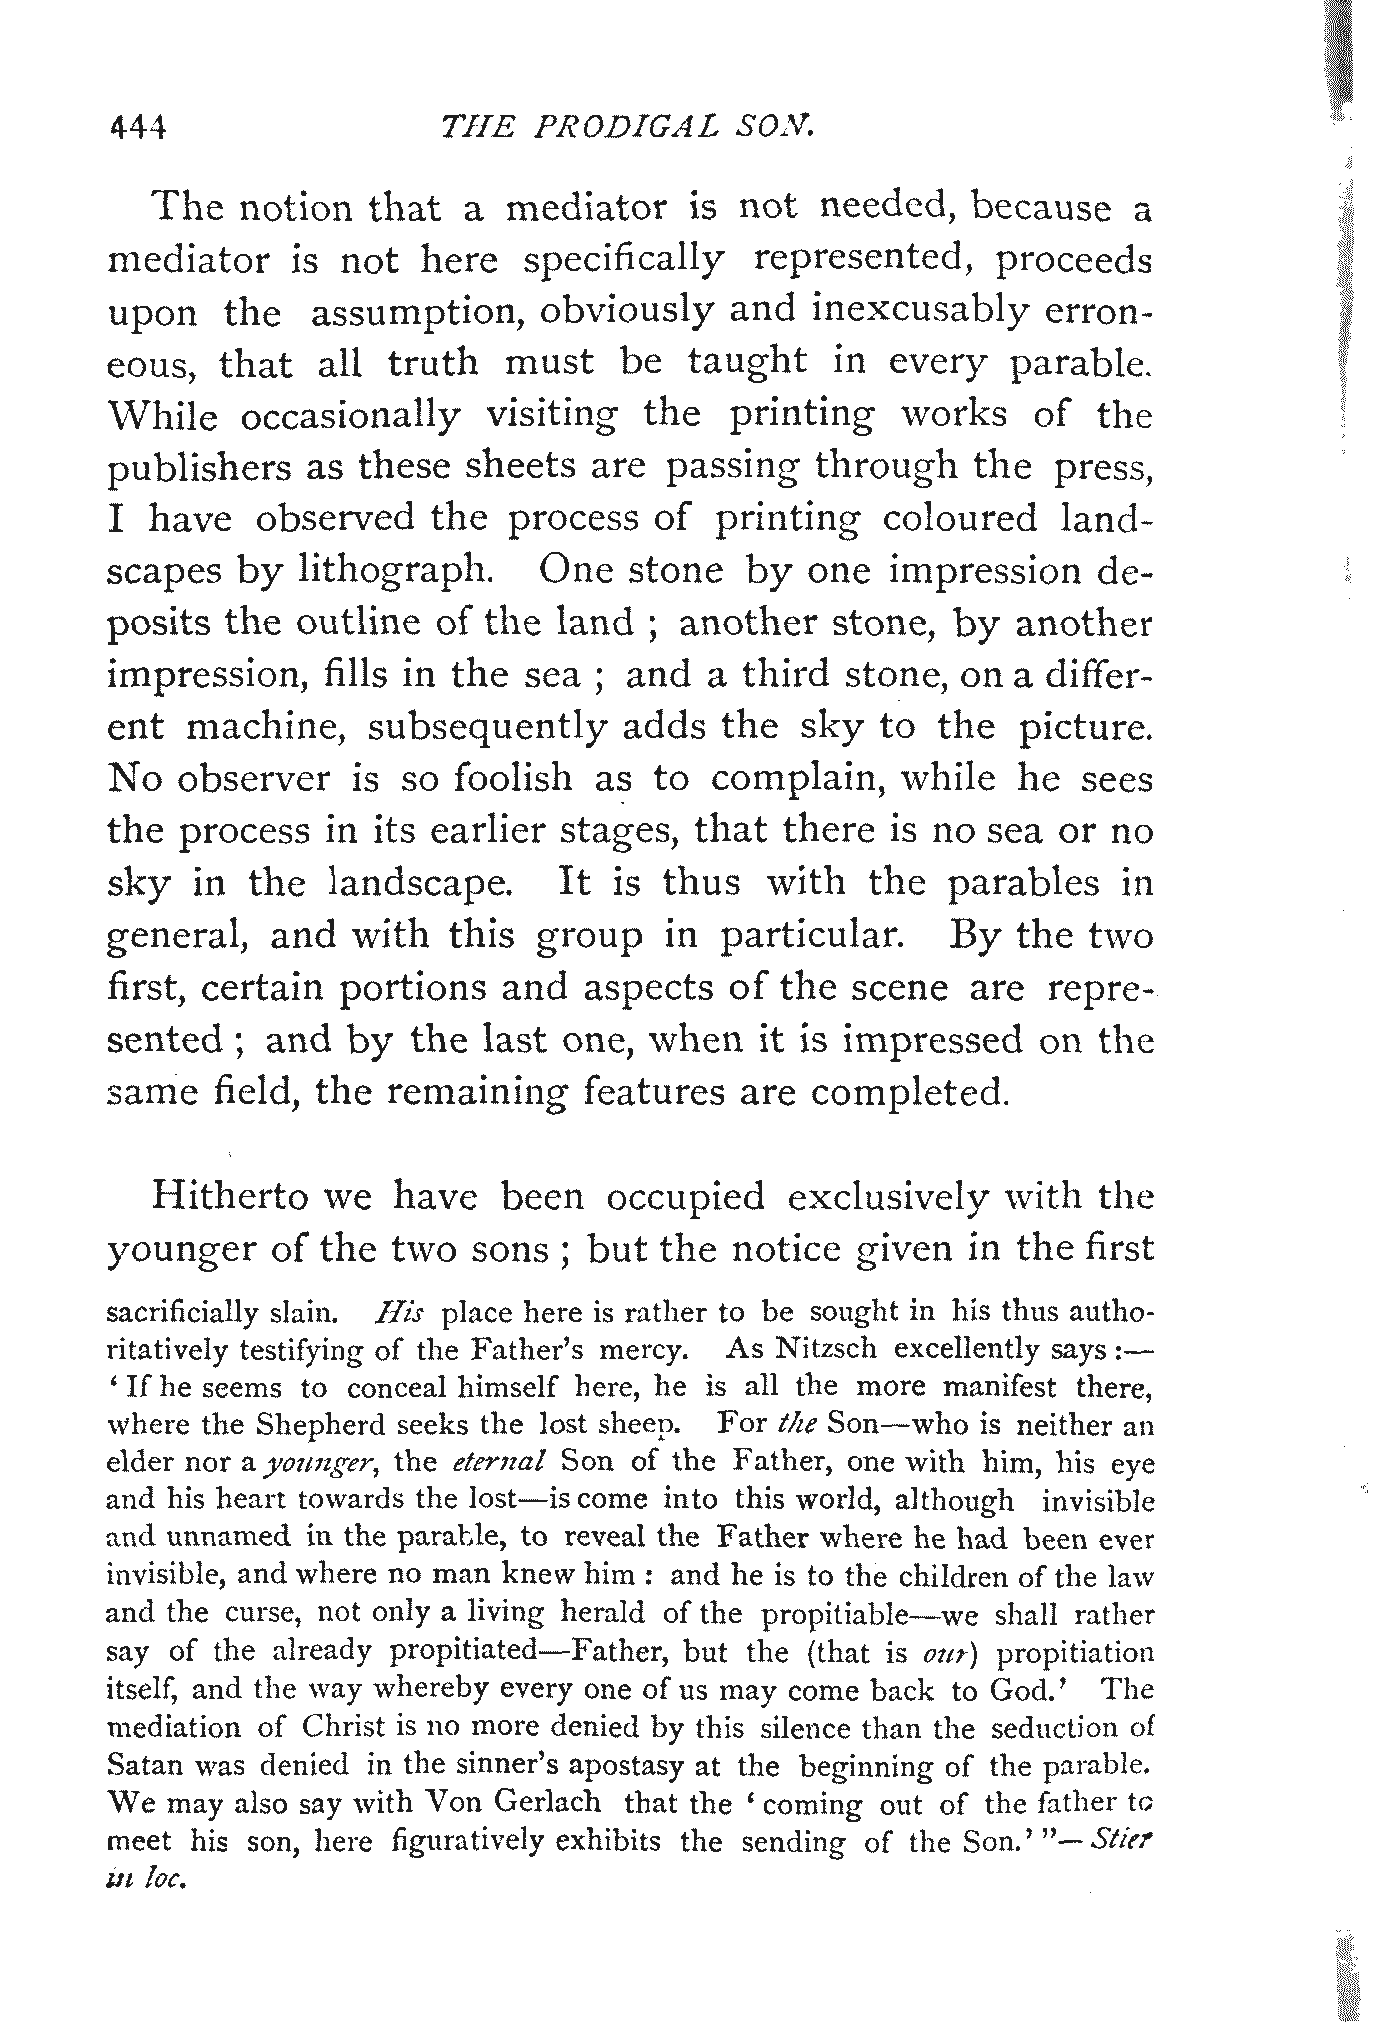 444 THE PRODIGAL SON.
The notion that a mediator is not needed, because a
mediator is not here specifically represented, proceeds
upon the assumption, obviously and inexcusably erron-
eous, that all truth must be taught in every parable.
While occasionally visiting the printing works of the
publishers as these sheets are passing through the press,
I have observed the process of printing coloured land-
scapes by lithograph. One stone by one impression de-
posits the outline of the land ; another stone, by another
impression, fills in the sea ; and a third stone, on a differ-
ent machine, subsequently adds the sky to the picture.
No observer is so foolish as to complain, while he sees
the process in its earlier stages, that there is no sea or no
sky in the landscape. It is thus with the parables in
general, and with this group in particular. By the two
first, certain portions and aspects of the scene are repre-
sented ; and by the last one, when it is impressed on the
same field, the remaining features are completed.
Hitherto we have been occupied exclusively with the
younger of the two sons ; but the notice given in the first
sacrificially slain. His place here is rather to be sought in his thus autho-
ritatively testifying of the Father's mercy. As Nitzsch excellently says :—
‘ If he seems to conceal himself here, he is all the more manifest there,
where the Shepherd seeks the lost sheep. For the Son—who is neither an
elder nor a younger, the eternal Son of the Father, one with him, his eye
and his heart towards the lost—is come into this world, although invisible
and unnamed in the parable, to reveal the Father where he had been ever
invisible, and where no man knew him : and he is to the children of the law
and the curse, not only a living herald of the propitiable—we shall rather
say of the already propitiated—Father, but the (that is our) propitiation
itself, and the way whereby every one of us may come back to God.’ The
mediation of Christ is no more denied by this silence than the seduction of
Satan was denied in the sinner's apostasy at the beginning of the parable.
We may also say with Von Gerlach that the ‘ coming out of the father to
meet his son, here figuratively exhibits the sending of the Son.’ ”—Stier
in loc.